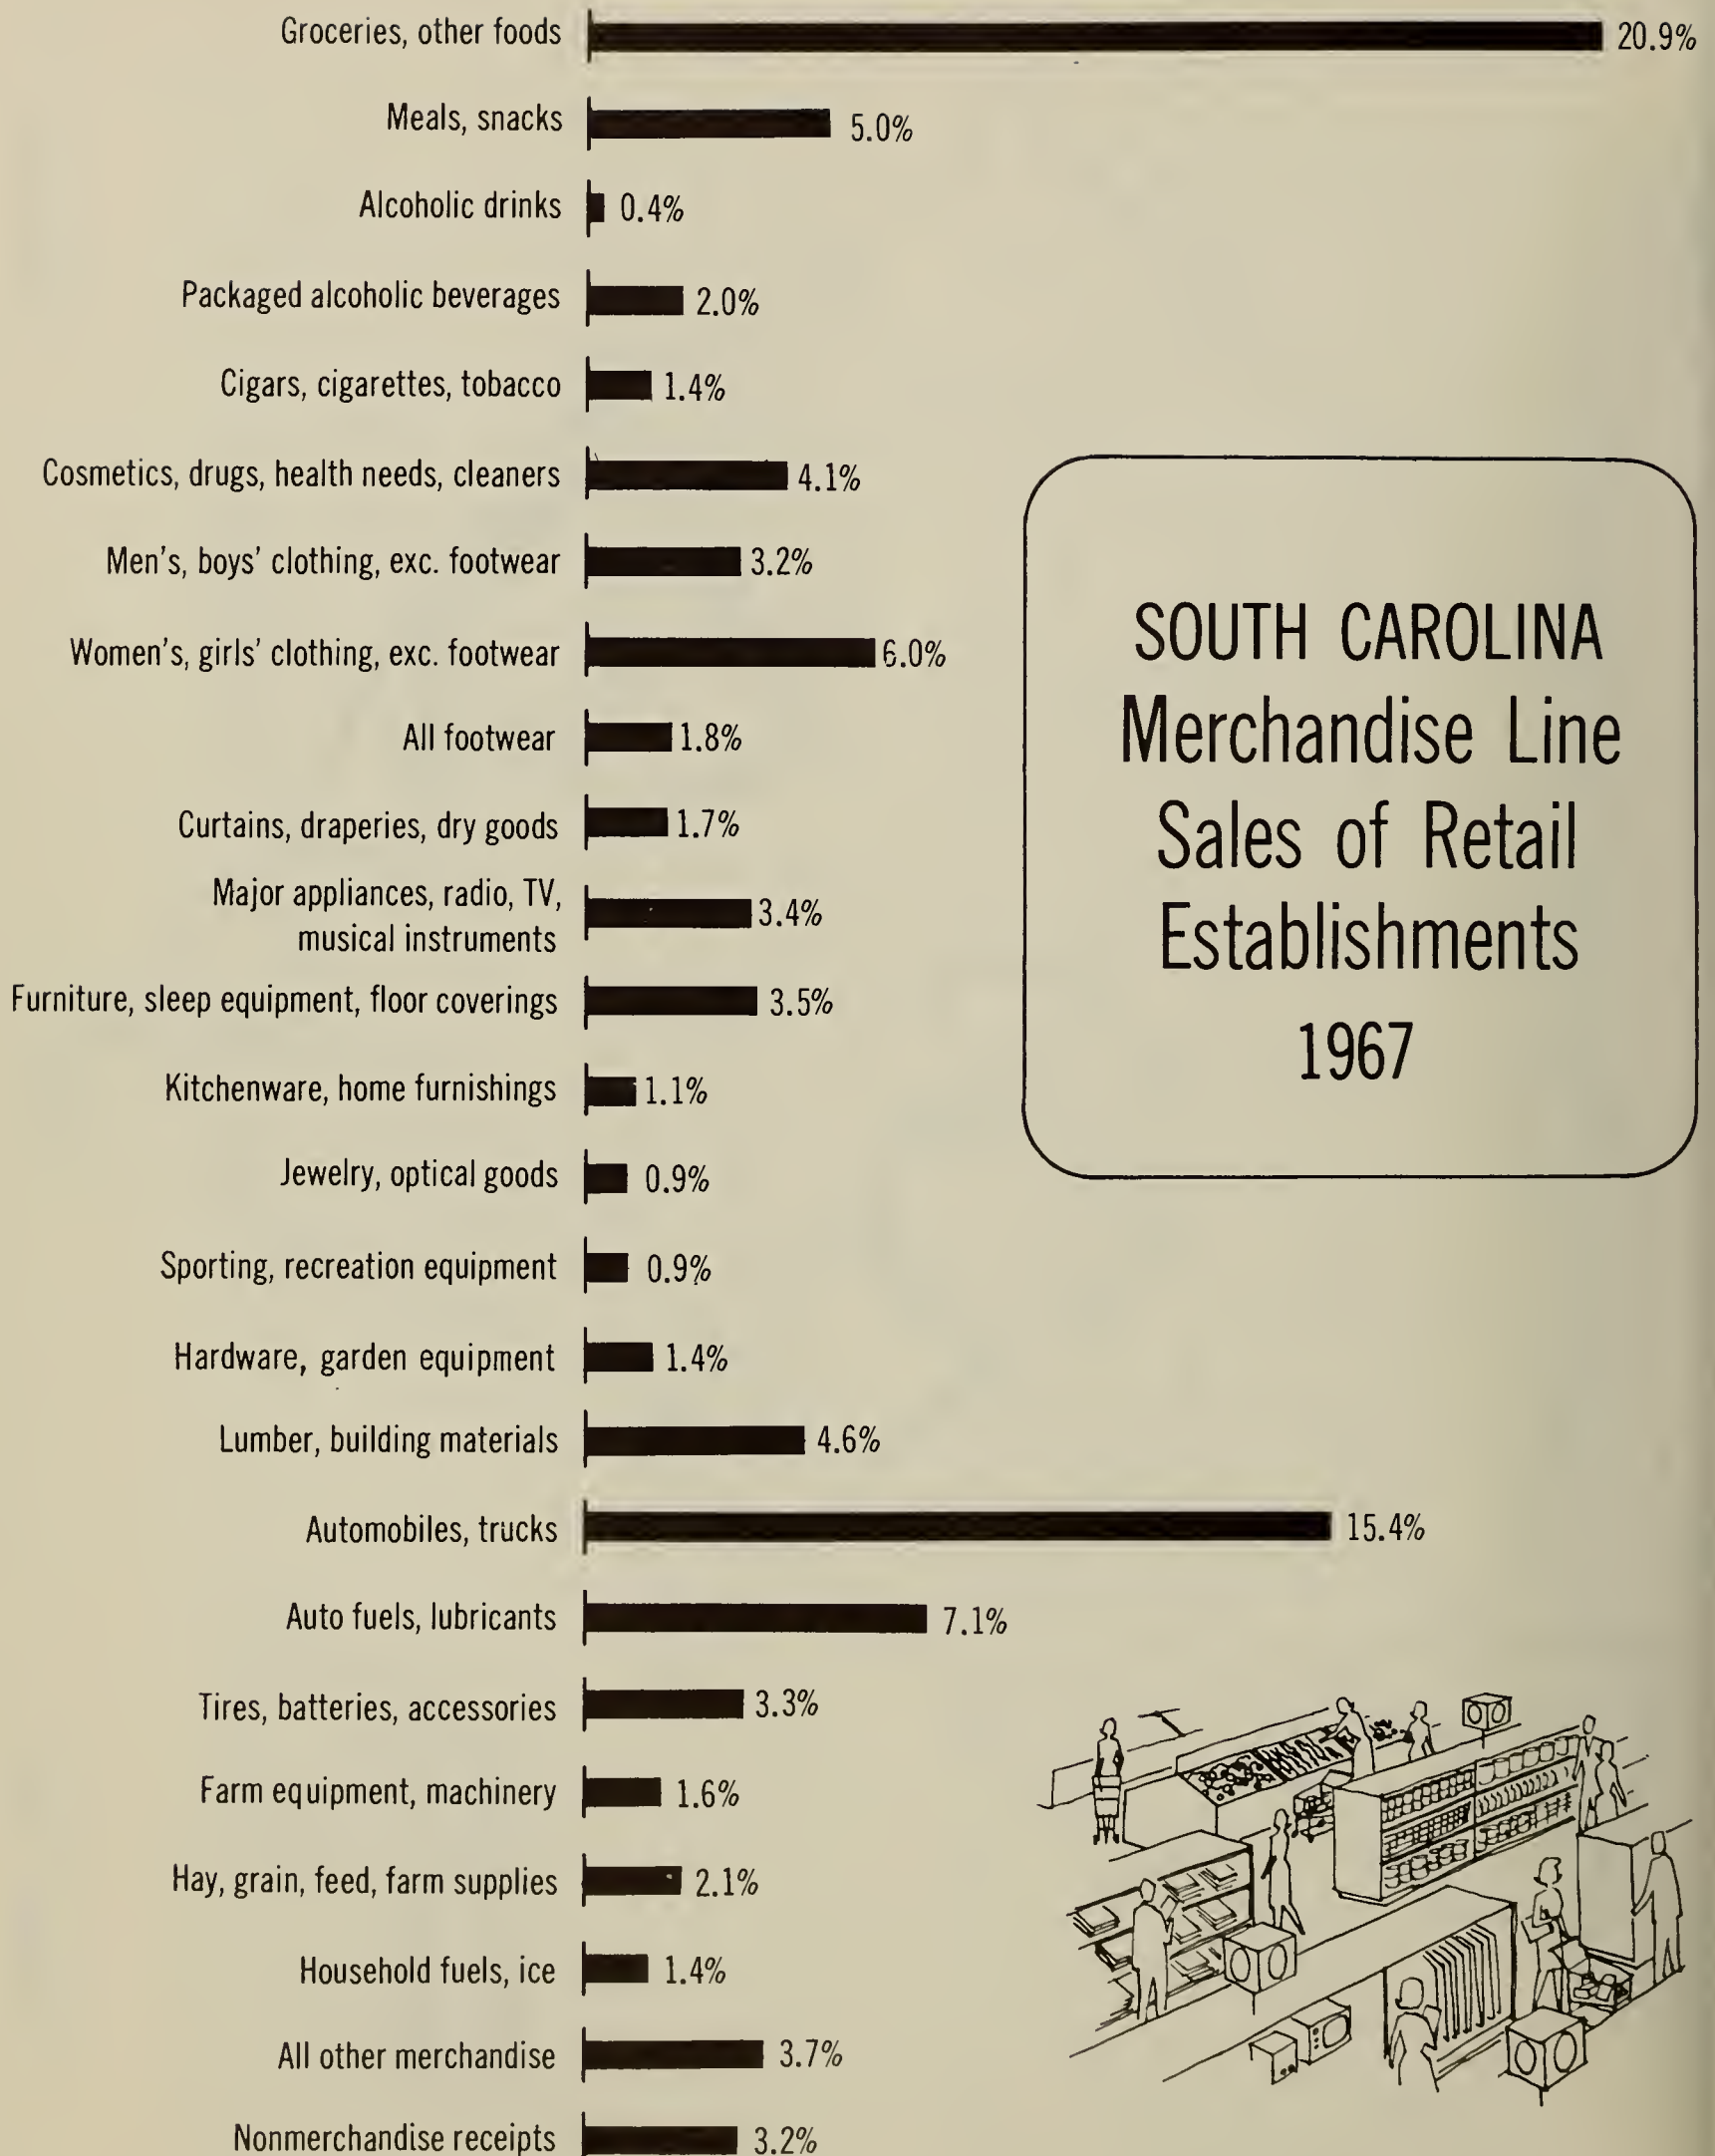 Groceries, other foods 20.9%
Meals, snacks 5.0%
Alcoholic drinks 0.4%
Packaged alcoholic beverages 2.0%
Cigars, cigarettes, tobacco 1.4%
Cosmetics, drugs, health needs, cleaners 4.1%
Men's, boys' clothing, exc. footwear 3.2%
Women's, girls' clothing, exc. footwear 6.0%
All footwear 1.8%
Curtains, draperies, dry goods 1.7%
Major appliances, radio, TV,
musical instruments 3.4%
Furniture, sleep equipment, floor coverings 3.5%
Kitchenware, home furnishings 1.1%
Jewelry, optical goods 0.9%
Sporting, recreation equipment 0.9%
Hardware, garden equipment 1.4%
Lumber, building materials 4.6%
Automobiles, trucks 15.4%
Auto fuels, lubricants 7.1%
Tires, batteries, accessories 3.3%
Farm equipment, machinery 1.6%
Hay, grain, feed, farm supplies 2.1%
Household fuels, ice 1.4%
All other merchandise 3.7%
Nonmerchandise receipts 3.2%
SOUTH CAROLINA
Merchandise Line
Sales of Retail
Establishments
1967